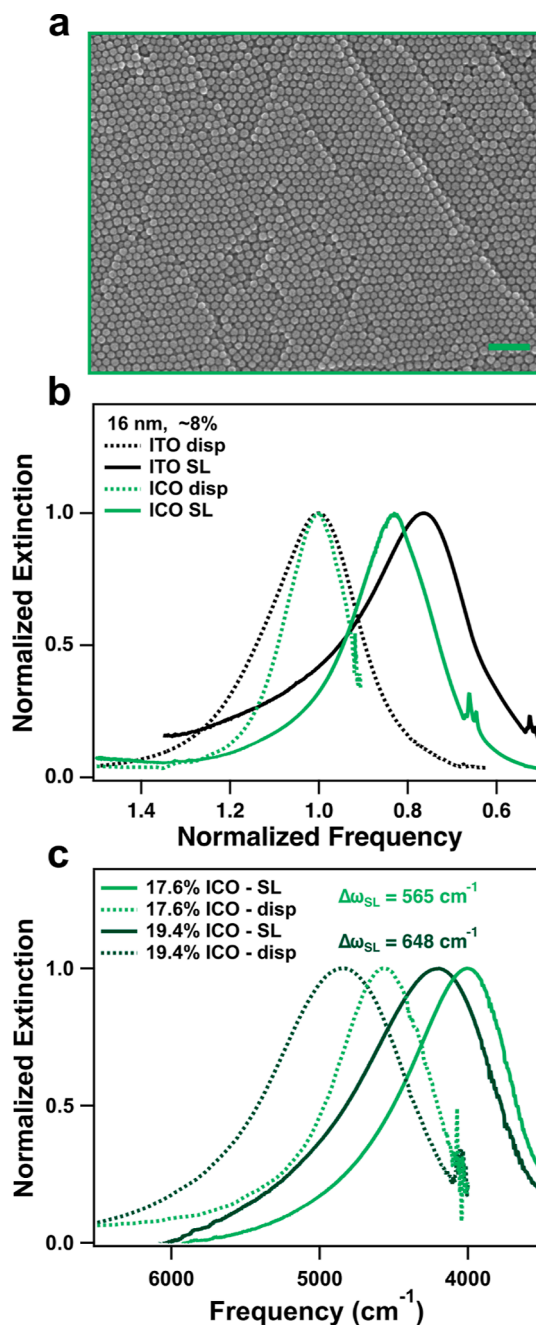 a
b
16 nm, ~8%
ITO disp
ITO SL
ICO disp
ICO SL
Normalized Extinction
1.0
0.5
0.0
1.4
1.2
1.0
0.8
0.6
Normalized Frequency
c
17.6% ICO - SL
17.6% ICO - disp
19.4% ICO - SL
19.4% ICO - disp
Δω_SL = 565 cm⁻¹
Δω_SL = 648 cm⁻¹
Normalized Extinction
1.0
0.5
0.0
6000
5000
4000
Frequency (cm⁻¹)